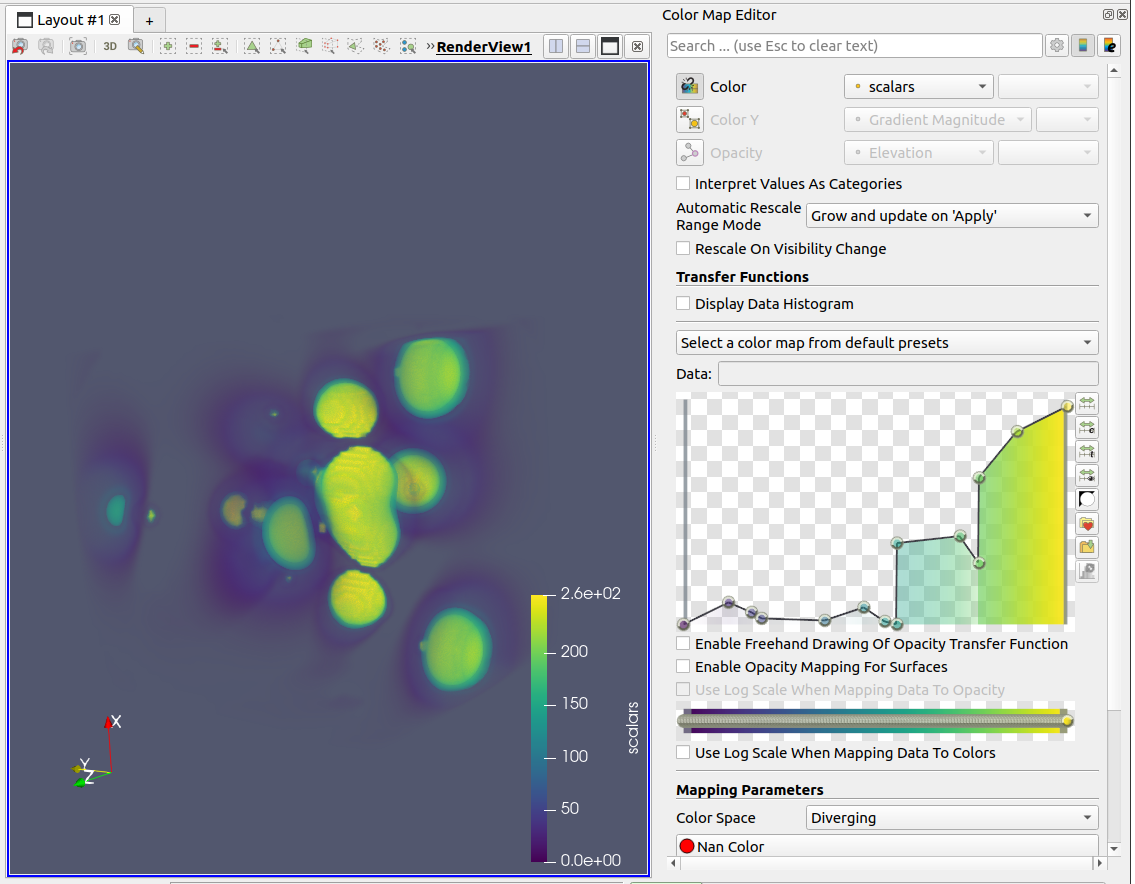 Layout #1
+
3D
»RenderView1
2.6e+02
200
150
100
50
0.0e+00
scalars
X
Y
Z
Color Map Editor
Search ... (use Esc to clear text)
Color
scalars
Color Y
Gradient Magnitude
Opacity
Elevation
Interpret Values As Categories
Automatic Rescale
Range Mode
Grow and update on 'Apply'
Rescale On Visibility Change
Transfer Functions
Display Data Histogram
Select a color map from default presets
Data:
Enable Freehand Drawing Of Opacity Transfer Function
Enable Opacity Mapping For Surfaces
Use Log Scale When Mapping Data To Opacity
Use Log Scale When Mapping Data To Colors
Mapping Parameters
Color Space
Diverging
Nan Color